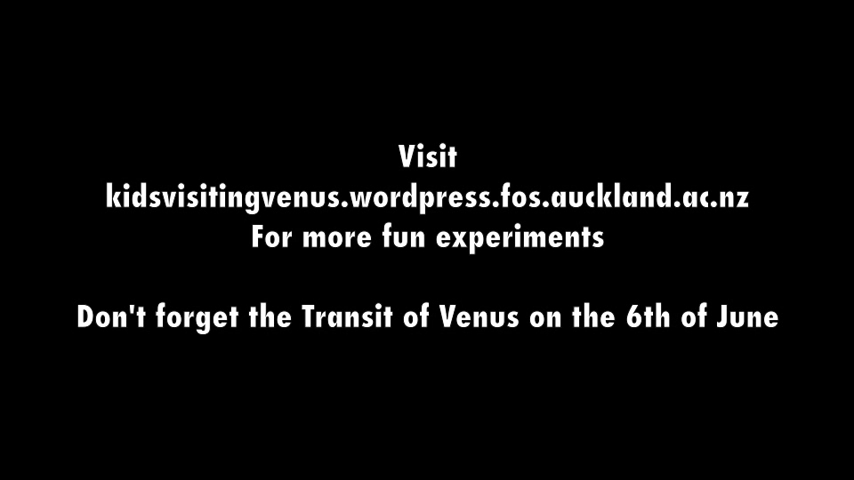 Visit
kidsvisitingvenus.wordpress.fos.auckland.ac.nz
For more fun experiments
Don't forget the Transit of Venus on the 6th of June